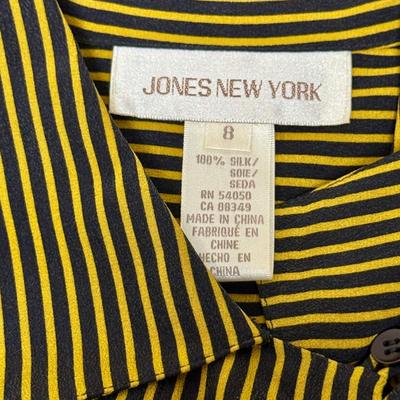 JONES NEW YORK
8
100% SILK/
SOIE/
SEDA
RN 54050
CA 08349
MADE IN CHINA
FABRIQUÉ EN
CHINE
HECHO EN
CHINA